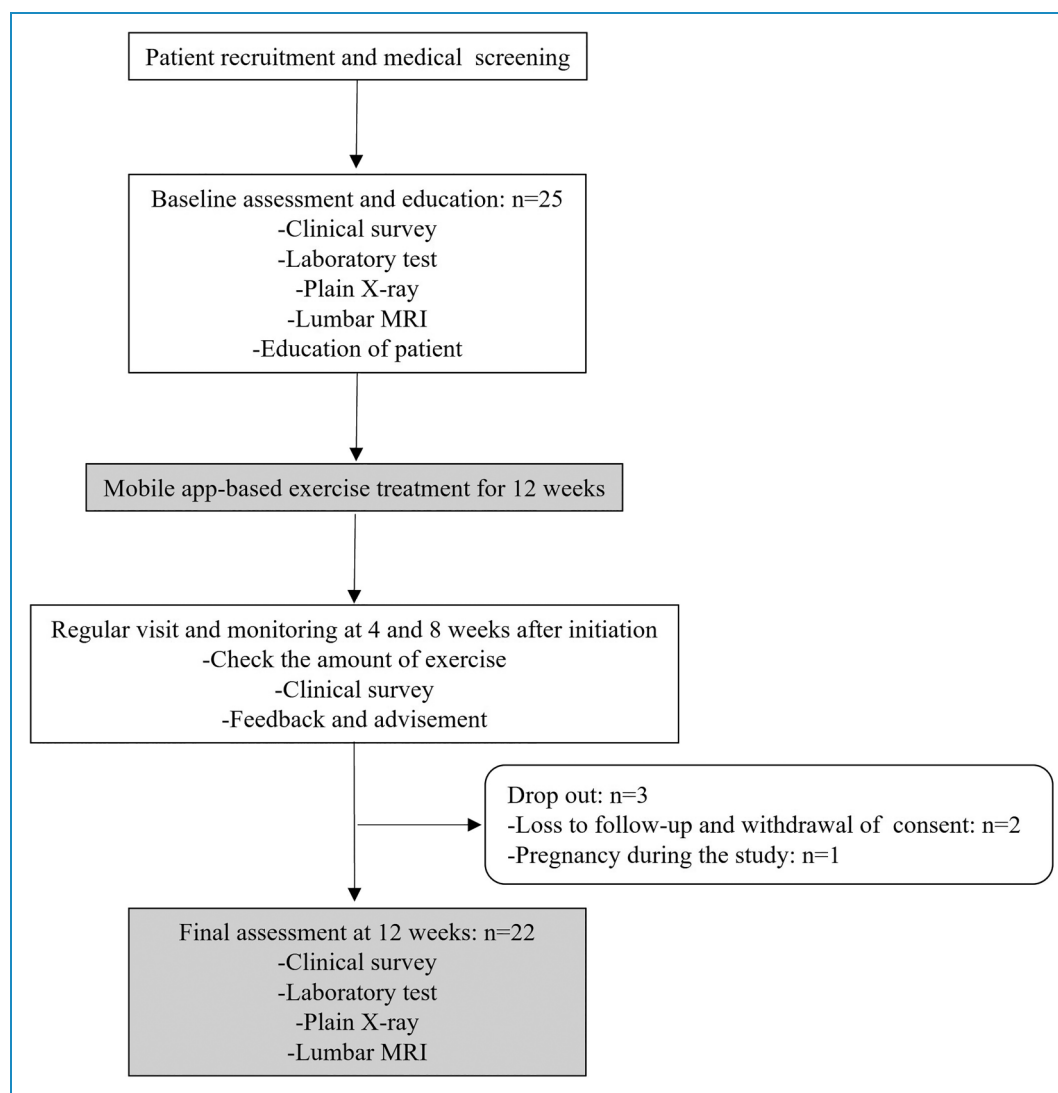 Patient recruitment and medical screening
Baseline assessment and education: n=25
-Clinical survey
-Laboratory test
-Plain X-ray
-Lumbar MRI
-Education of patient
Mobile app-based exercise treatment for 12 weeks
Regular visit and monitoring at 4 and 8 weeks after initiation
-Check the amount of exercise
-Clinical survey
-Feedback and advisement
Drop out: n=3
-Loss to follow-up and withdrawal of consent: n=2
-Pregnancy during the study: n=1
Final assessment at 12 weeks: n=22
-Clinical survey
-Laboratory test
-Plain X-ray
-Lumbar MRI